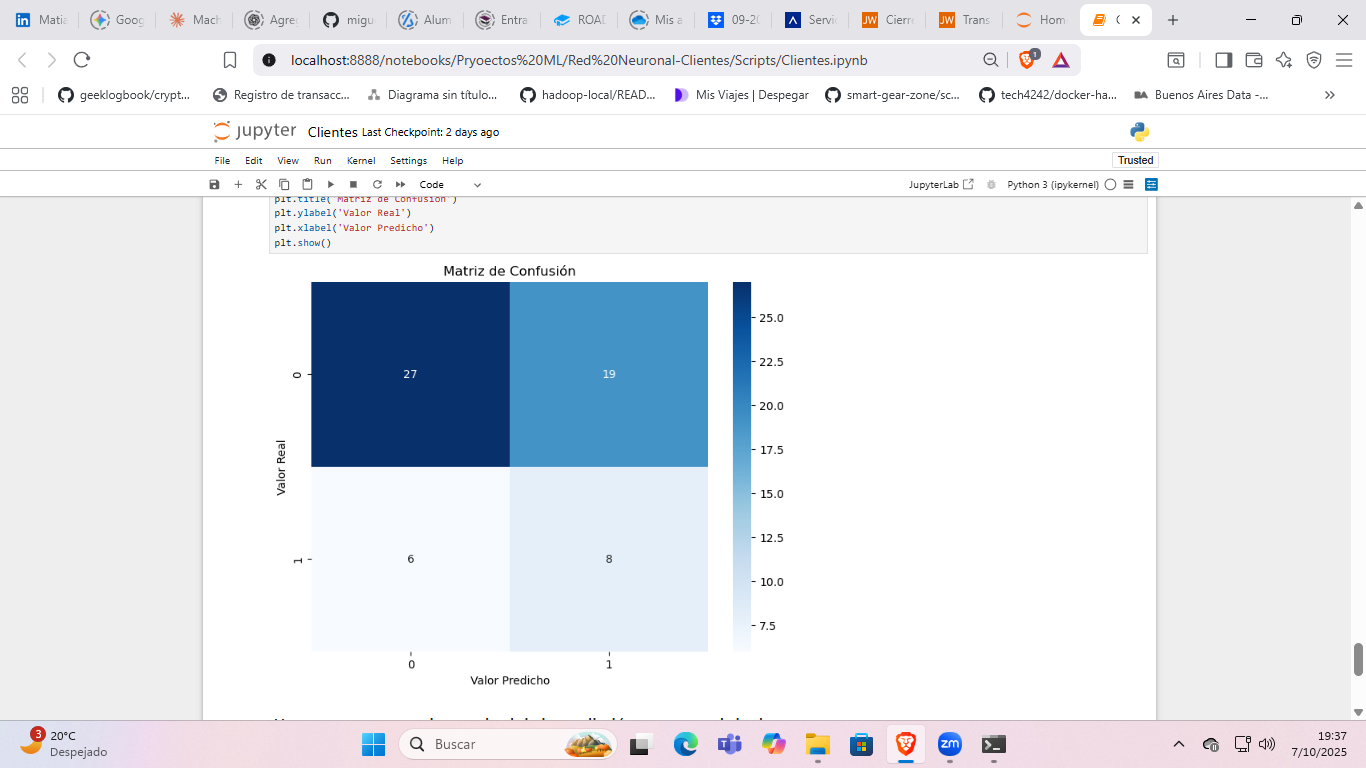 Matia
Goog
Mach
Agreg
migu
Alum
Entra
ROAD
Mis a
09-20
Servi
JW
Cierre
JW
Trans
Hom
localhost:8888/notebooks/Pryoectos%20ML/Red%20Neuronal-Clientes/Scripts/Clientes.ipynb
1
geeklogbook/crypt...
Registro de transacc...
Diagrama sin título...
hadoop-local/READ...
Mis Viajes | Despegar
smart-gear-zone/sc...
tech4242/docker-ha...
BA
Buenos Aires Data -...
jupyter
Clientes Last Checkpoint: 2 days ago
File Edit View Run Kernel Settings Help
Trusted
Code
JupyterLab
Python 3 (ipykernel)
plt.title('Matriz de Confusión')
plt.ylabel('Valor Real')
plt.xlabel('Valor Predicho')
plt.show()
Matriz de Confusión
27
19
6
8
0
1
Valor Real
0
1
Valor Predicho
25.0
22.5
20.0
17.5
15.0
12.5
10.0
7.5
3
20°C
Despejado
Buscar
zm
19:37
7/10/2025